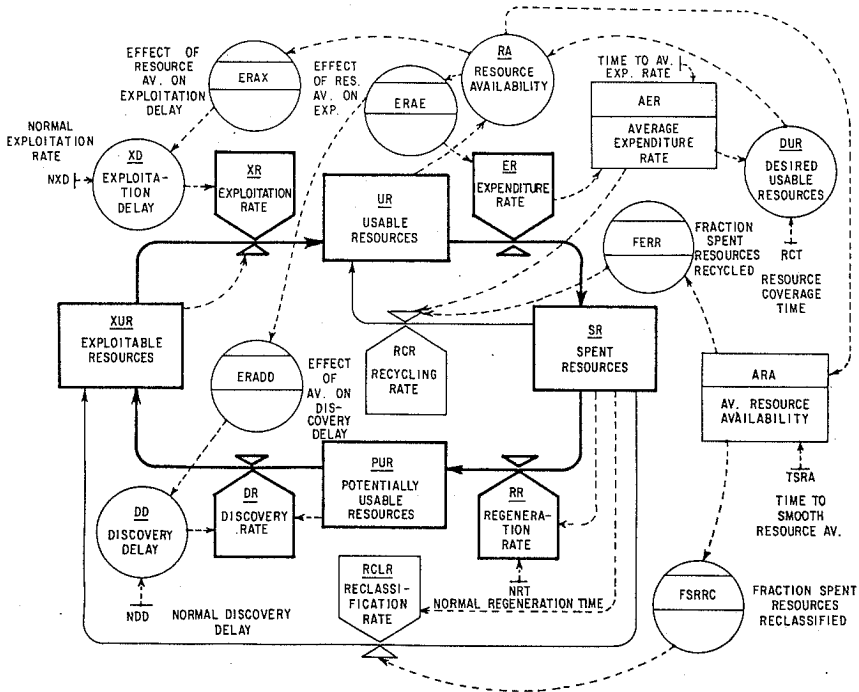 EFFECT OF
RESOURCE
AV. ON
EXPLOITATION
DELAY
ERAX
EFFECT
OF RES.
AV. ON
EXP.
ERAE
RA
RESOURCE
AVAILABILITY
TIME TO AV.
EXP. RATE
AER
AVERAGE
EXPENDITURE
RATE
DUR
DESIRED
USABLE
RESOURCES
RCT
RESOURCE
COVERAGE
TIME
NORMAL
EXPLOITATION
RATE
NXD
XD
EXPLOITA-
TION
DELAY
XR
EXPLOITATION
RATE
UR
USABLE
RESOURCES
ER
EXPENDITURE
RATE
FERR
FRACTION
SPENT
RESOURCES
RECYCLED
XUR
EXPLOITABLE
RESOURCES
RCR
RECYCLING
RATE
SR
SPENT
RESOURCES
ERADD
EFFECT
OF
AV. ON
DIS-
COVERY
DELAY
ARA
AV. RESOURCE
AVAILABILITY
TSRA
TIME TO
SMOOTH
RESOURCE AV.
DD
DISCOVERY
DELAY
NDD
NORMAL DISCOVERY
DELAY
DR
DISCOVERY
RATE
PUR
POTENTIALLY
USABLE
RESOURCES
RR
REGENERA-
TION
RATE
NRT
NORMAL REGENERATION TIME
RCLR
RECLASS-
IFICATION
RATE
FSRRC
FRACTION SPENT
RESOURCES
RECLASSIFIED